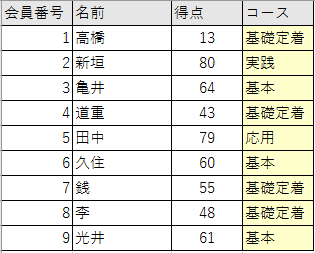 会員番号 名前 得点 コース
1 高橋 13 基礎定着
2 新垣 80 実践
3 亀井 64 基本
4 道重 43 基礎定着
5 田中 79 応用
6 久住 60 基本
7 銭 55 基礎定着
8 李 48 基礎定着
9 光井 61 基本